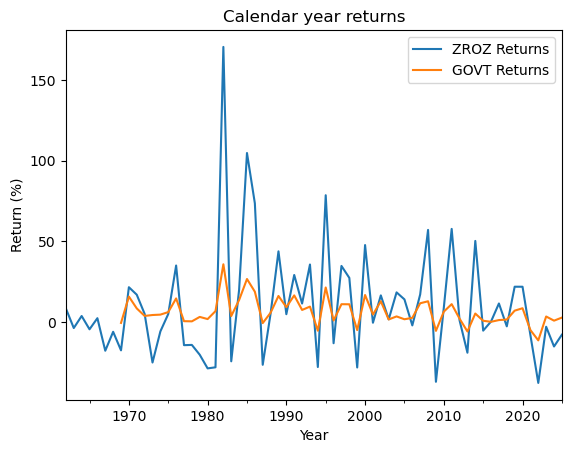 Calendar year returns
ZROZ Returns
GOVT Returns
Return (%)
150
100
50
0
1970
1980
1990
2000
2010
2020
Year